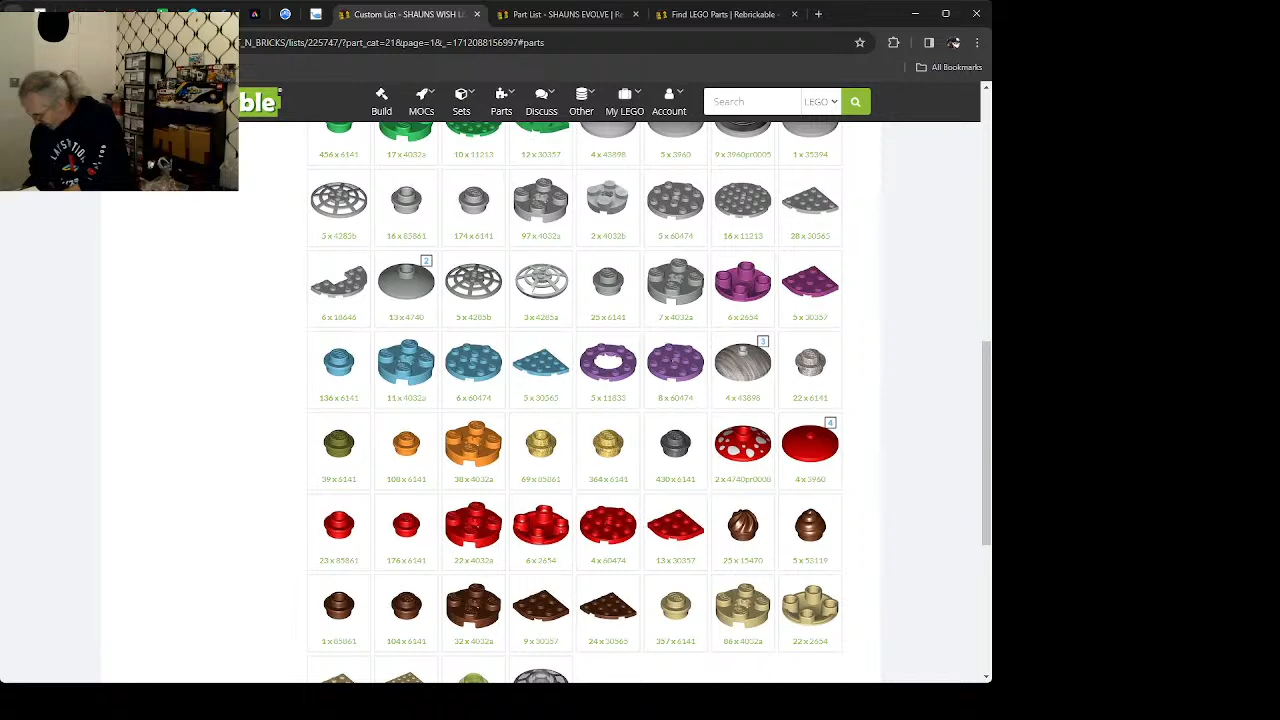 Custom List - SHAUNS WISH L
Part List - SHAUNS EVOLVE | R
Find LEGO Parts | Rebrickable -
T_N_BRICKS/lists/225747/?part_cat=21&page=1&_=1712088156997#parts
All Bookmarks
ble
Build MOCs Sets Parts Discuss Other My LEGO Account Search LEGO
456 x 6141 17 x 4032a 10 x 11213 12 x 30357 4 x 43898 5 x 3960 9 x 3960pr0005 1 x 35394
5 x 4285b 16 x 85861 174 x 6141 97 x 4032a 2 x 4032b 5 x 60474 16 x 11213 28 x 30565
2
6 x 18646 13 x 4740 5 x 4285b 3 x 4285a 25 x 6141 7 x 4032a 6 x 2654 5 x 30357
3
136 x 6141 11 x 4032a 6 x 60474 5 x 30565 5 x 11833 8 x 60474 4 x 43898 22 x 6141
4
39 x 6141 108 x 6141 38 x 4032a 69 x 85861 364 x 6141 430 x 6141 2 x 4740pr0008 4 x 3960
23 x 85861 176 x 6141 22 x 4032a 6 x 2654 4 x 60474 13 x 30357 25 x 15470 5 x 53119
1 x 85861 104 x 6141 32 x 4032a 9 x 30357 24 x 30565 357 x 6141 86 x 4032a 22 x 2654